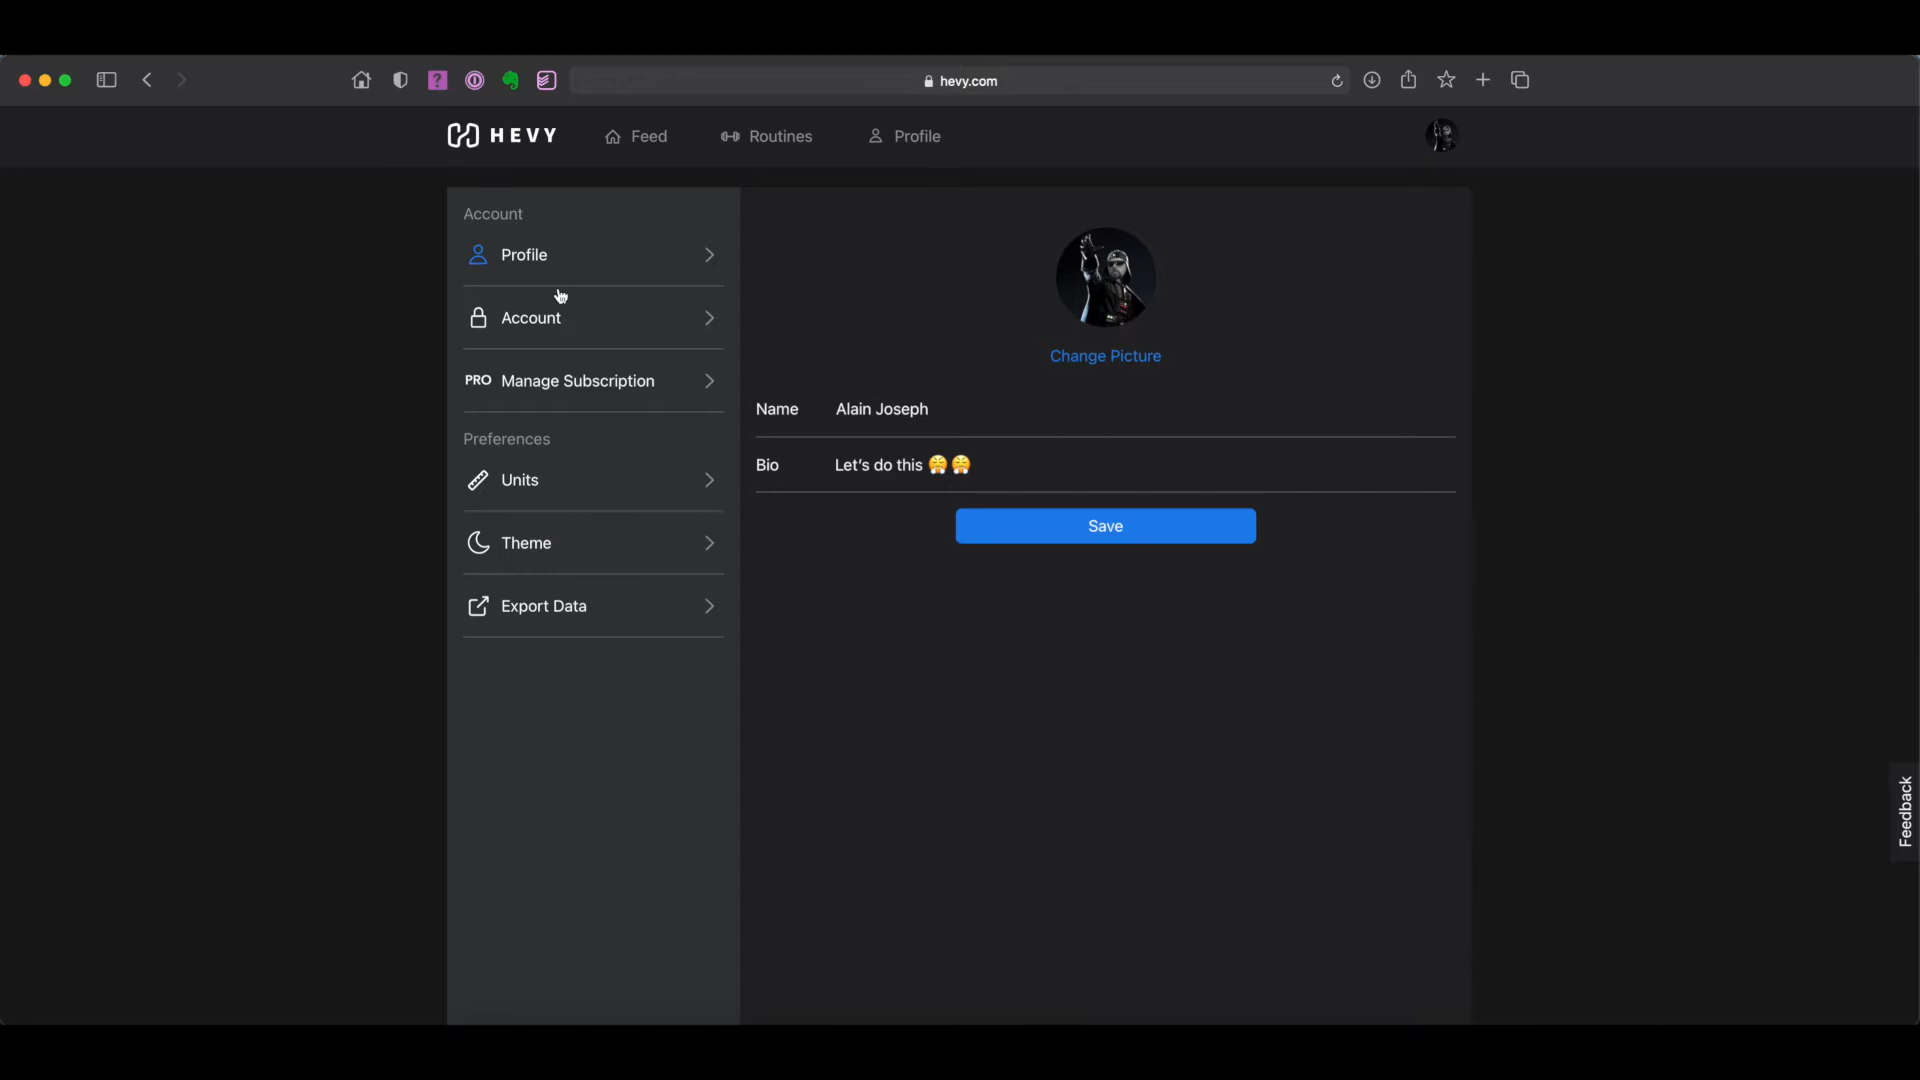 hevy.com
HEVY
Feed
Routines
Profile
Account
Profile
Account
PRO Manage Subscription
Preferences
Units
Theme
Export Data
Change Picture
Name Alain Joseph
Bio Let's do this 😤😤
Save
Feedback